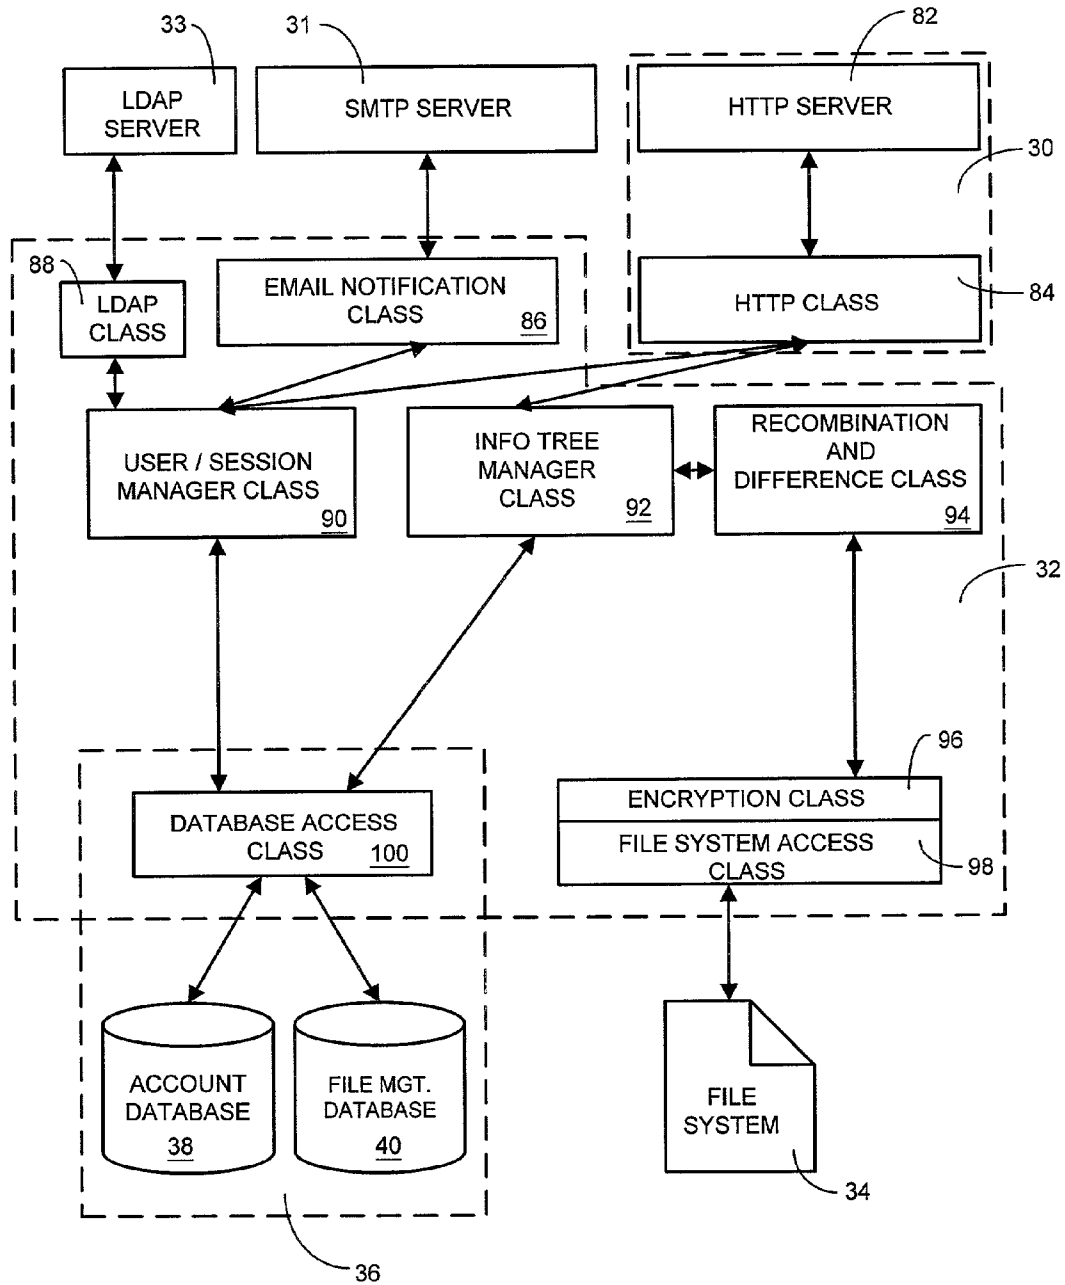 33
31
82
LDAP
SERVER
SMTP SERVER
HTTP SERVER
30
88
LDAP
CLASS
EMAIL NOTIFICATION
CLASS
86
HTTP CLASS
84
USER / SESSION
MANAGER CLASS
90
INFO TREE
MANAGER
CLASS
92
RECOMBINATION
AND
DIFFERENCE CLASS
94
32
96
ENCRYPTION CLASS
DATABASE ACCESS
CLASS
100
FILE SYSTEM ACCESS
CLASS
98
ACCOUNT
DATABASE
38
FILE MGT.
DATABASE
40
FILE
SYSTEM
34
36